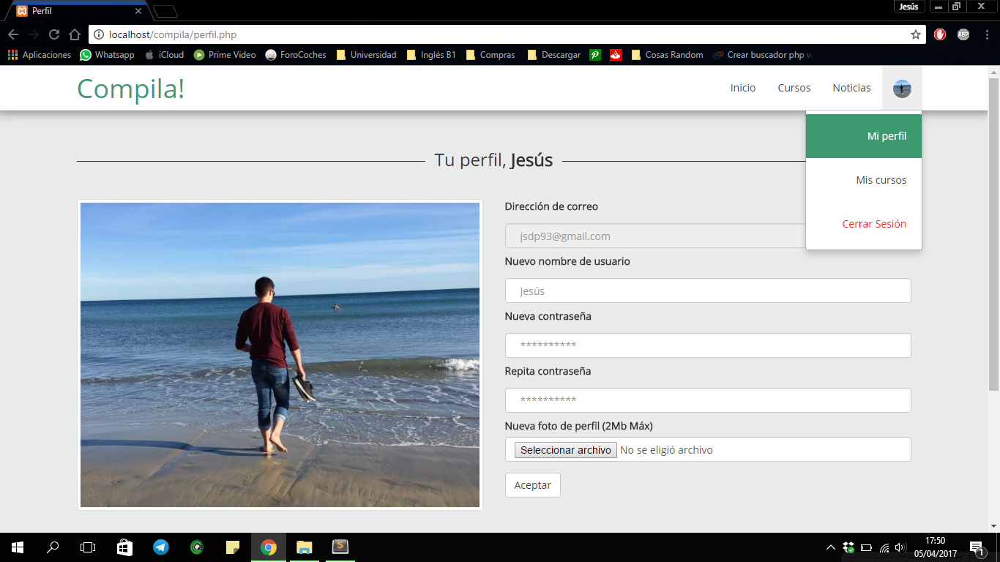 Perfil
Jesús
localhost/compila/perfil.php
ABP
Aplicaciones Whatsapp iCloud Prime Video ForoCoches Universidad Inglés B1 Compras Descargar Cosas Random Crear buscador php w
Compila!
Inicio Cursos Noticias
Mi perfil
Mis cursos
Cerrar Sesión
Tu perfil, Jesús
Dirección de correo
jsdp93@gmail.com
Nuevo nombre de usuario
Jesús
Nueva contraseña
**********
Repita contraseña
**********
Nueva foto de perfil (2Mb Máx)
Seleccionar archivo No se eligió archivo
Aceptar
17:50
05/04/2017
1